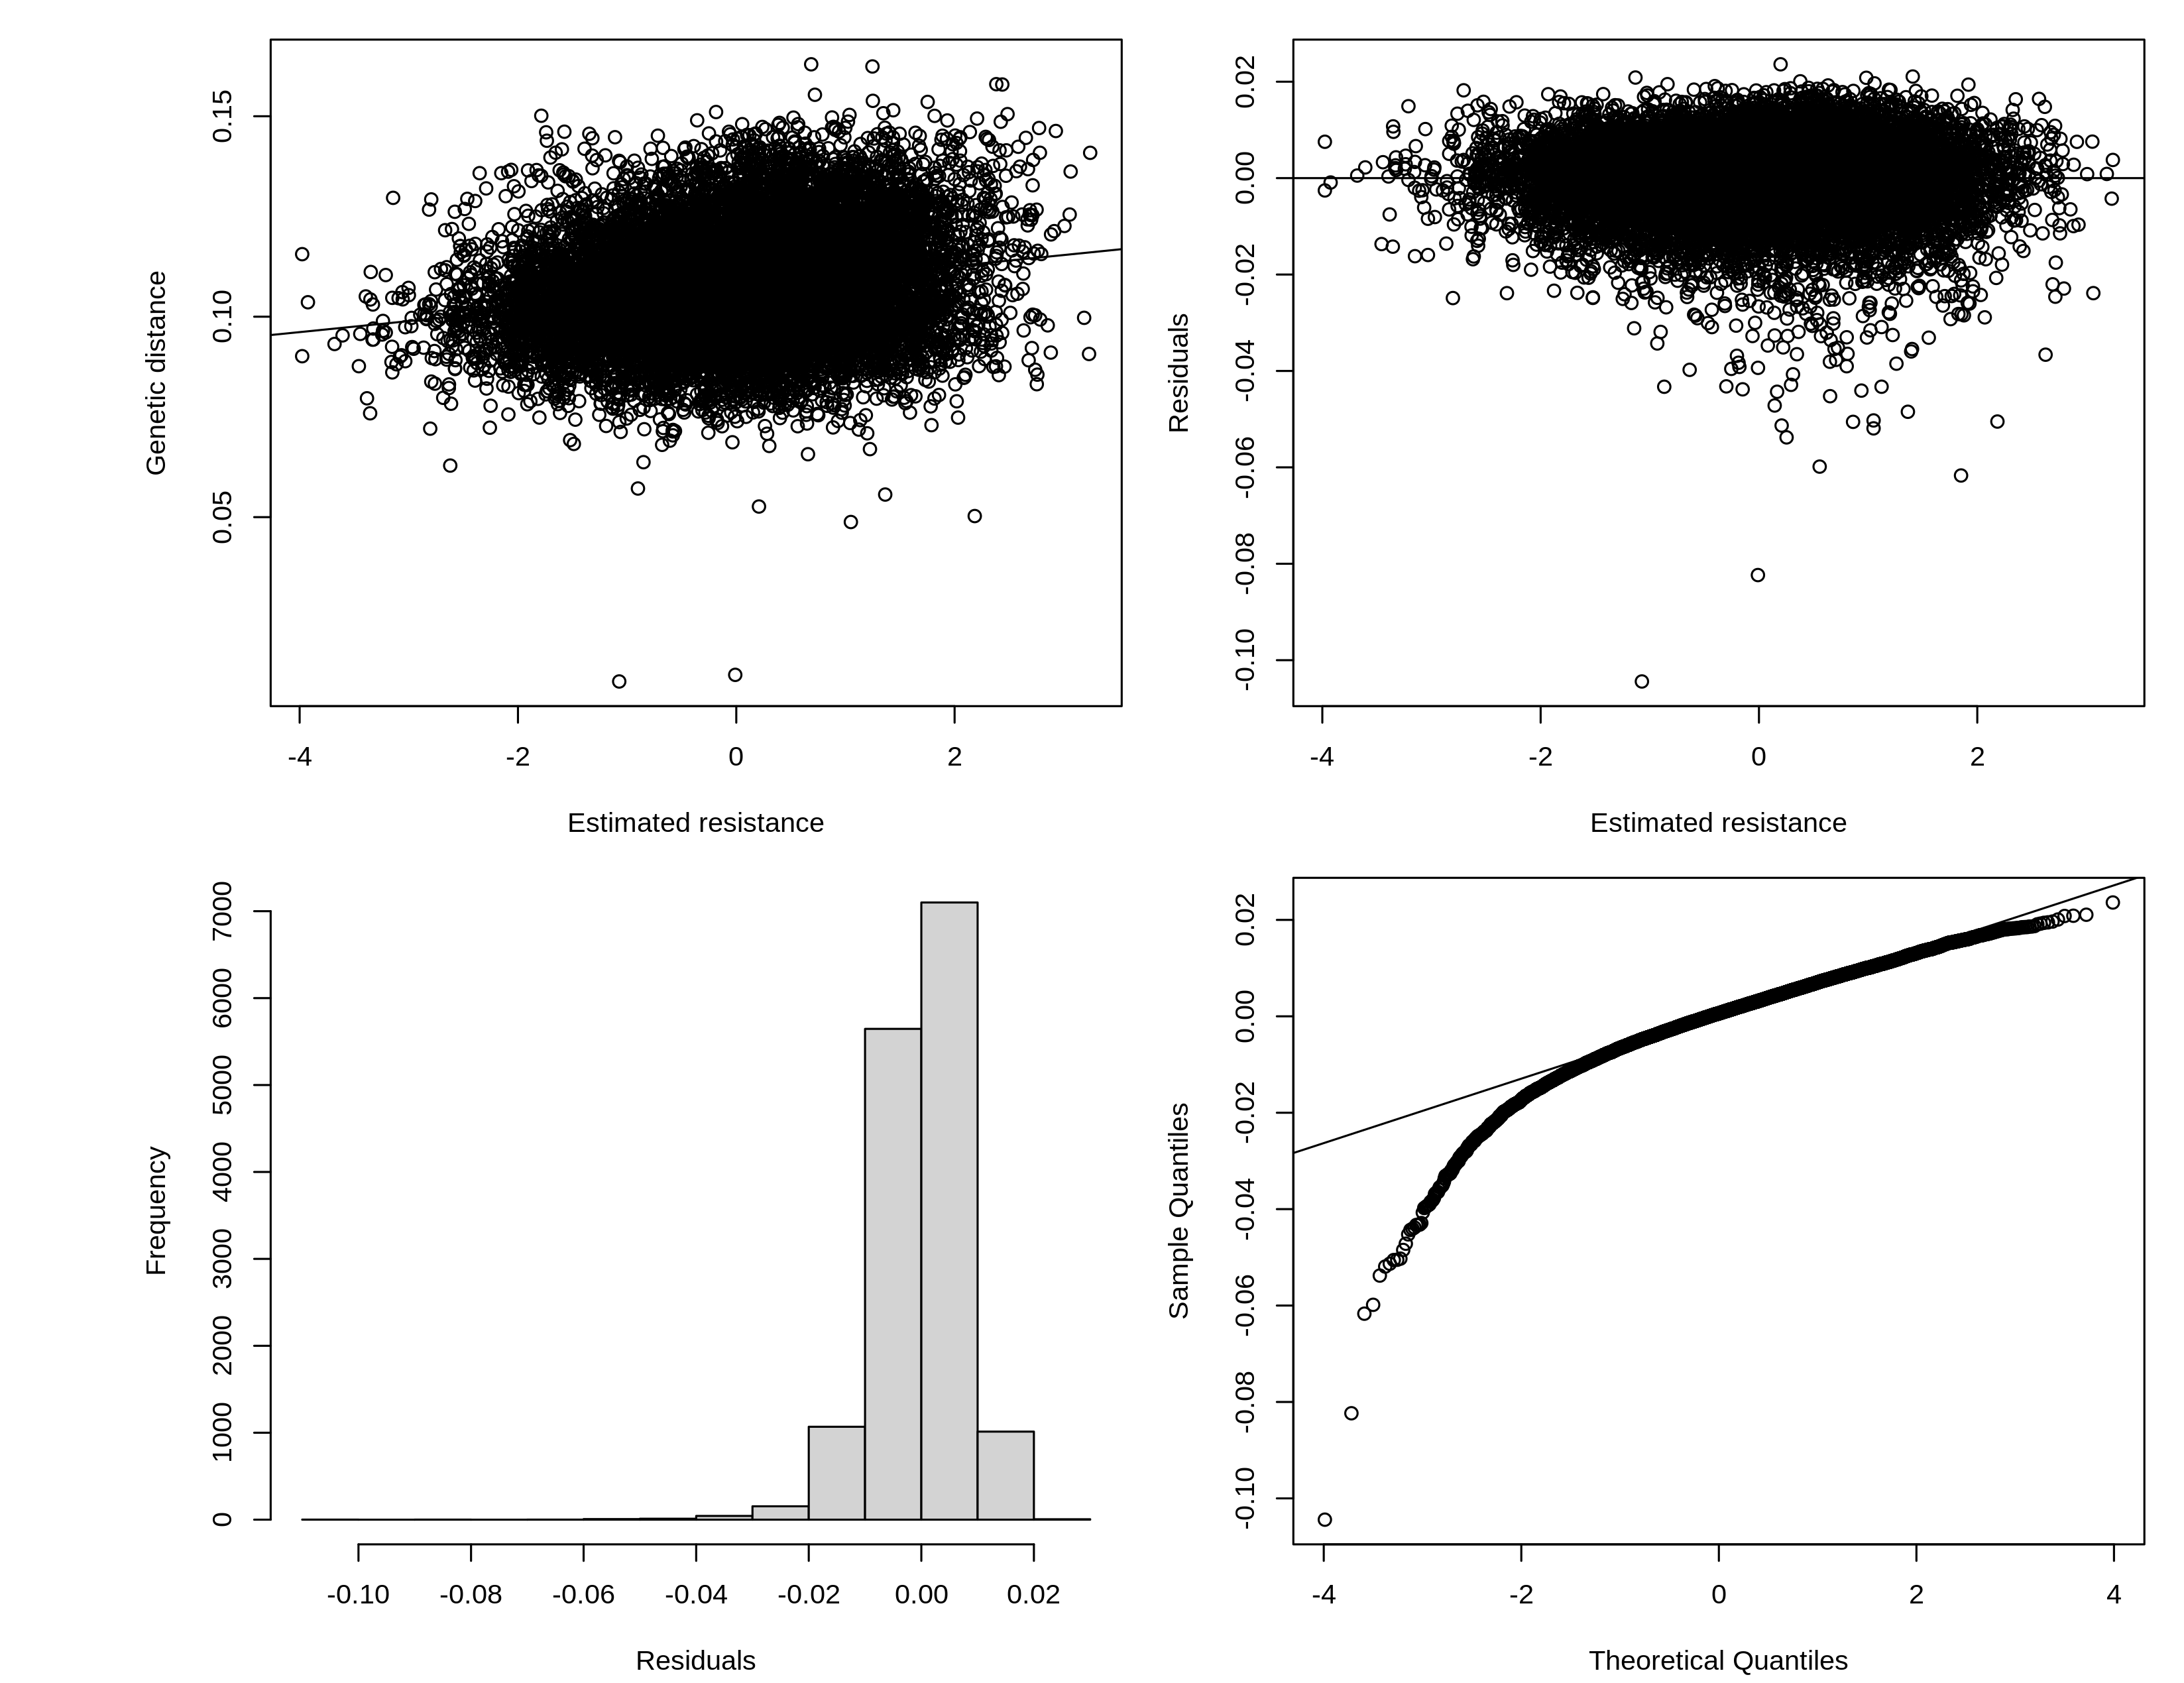 0.05 0.10 0.15
Genetic distance
-4 -2 0 2
Estimated resistance
-0.10 -0.08 -0.06 -0.04 -0.02 0.00 0.02
Residuals
-4 -2 0 2
Estimated resistance
0 1000 2000 3000 4000 5000 6000 7000
Frequency
-0.10 -0.08 -0.06 -0.04 -0.02 0.00 0.02
Residuals
-0.10 -0.08 -0.06 -0.04 -0.02 0.00 0.02
Sample Quantiles
-4 -2 0 2 4
Theoretical Quantiles